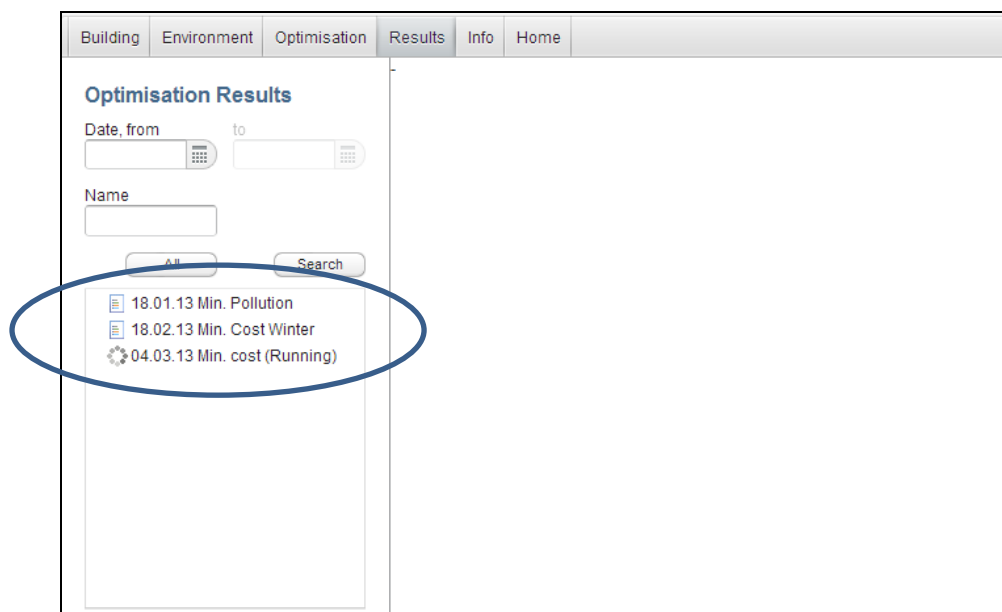 Building Environment Optimisation Results Info Home
-
Optimisation Results
Date, from to
Name
All Search
18.01.13 Min. Pollution
18.02.13 Min. Cost Winter
04.03.13 Min. cost (Running)